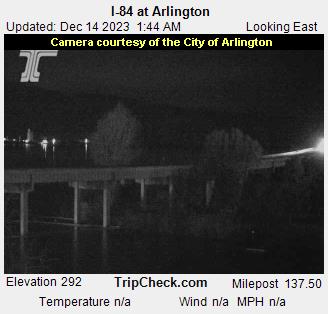 I-84 at Arlington
Updated: Dec 14 2023 1:44 AM Looking East
Camera courtesy of the City of Arlington
Elevation 292 TripCheck.com Milepost 137.50
Temperature n/a Wind n/a MPH n/a